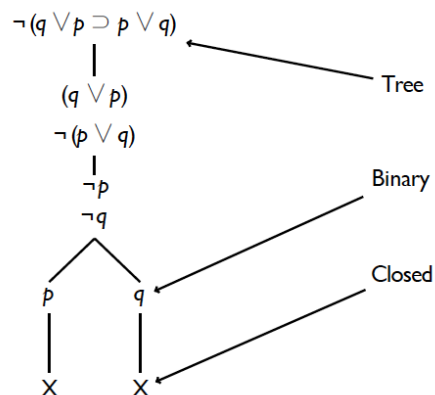 ¬(q ∨ p ⊃ p ∨ q)
Tree
(q ∨ p)
¬(p ∨ q)
¬p
Binary
¬q
Closed
p q
X X